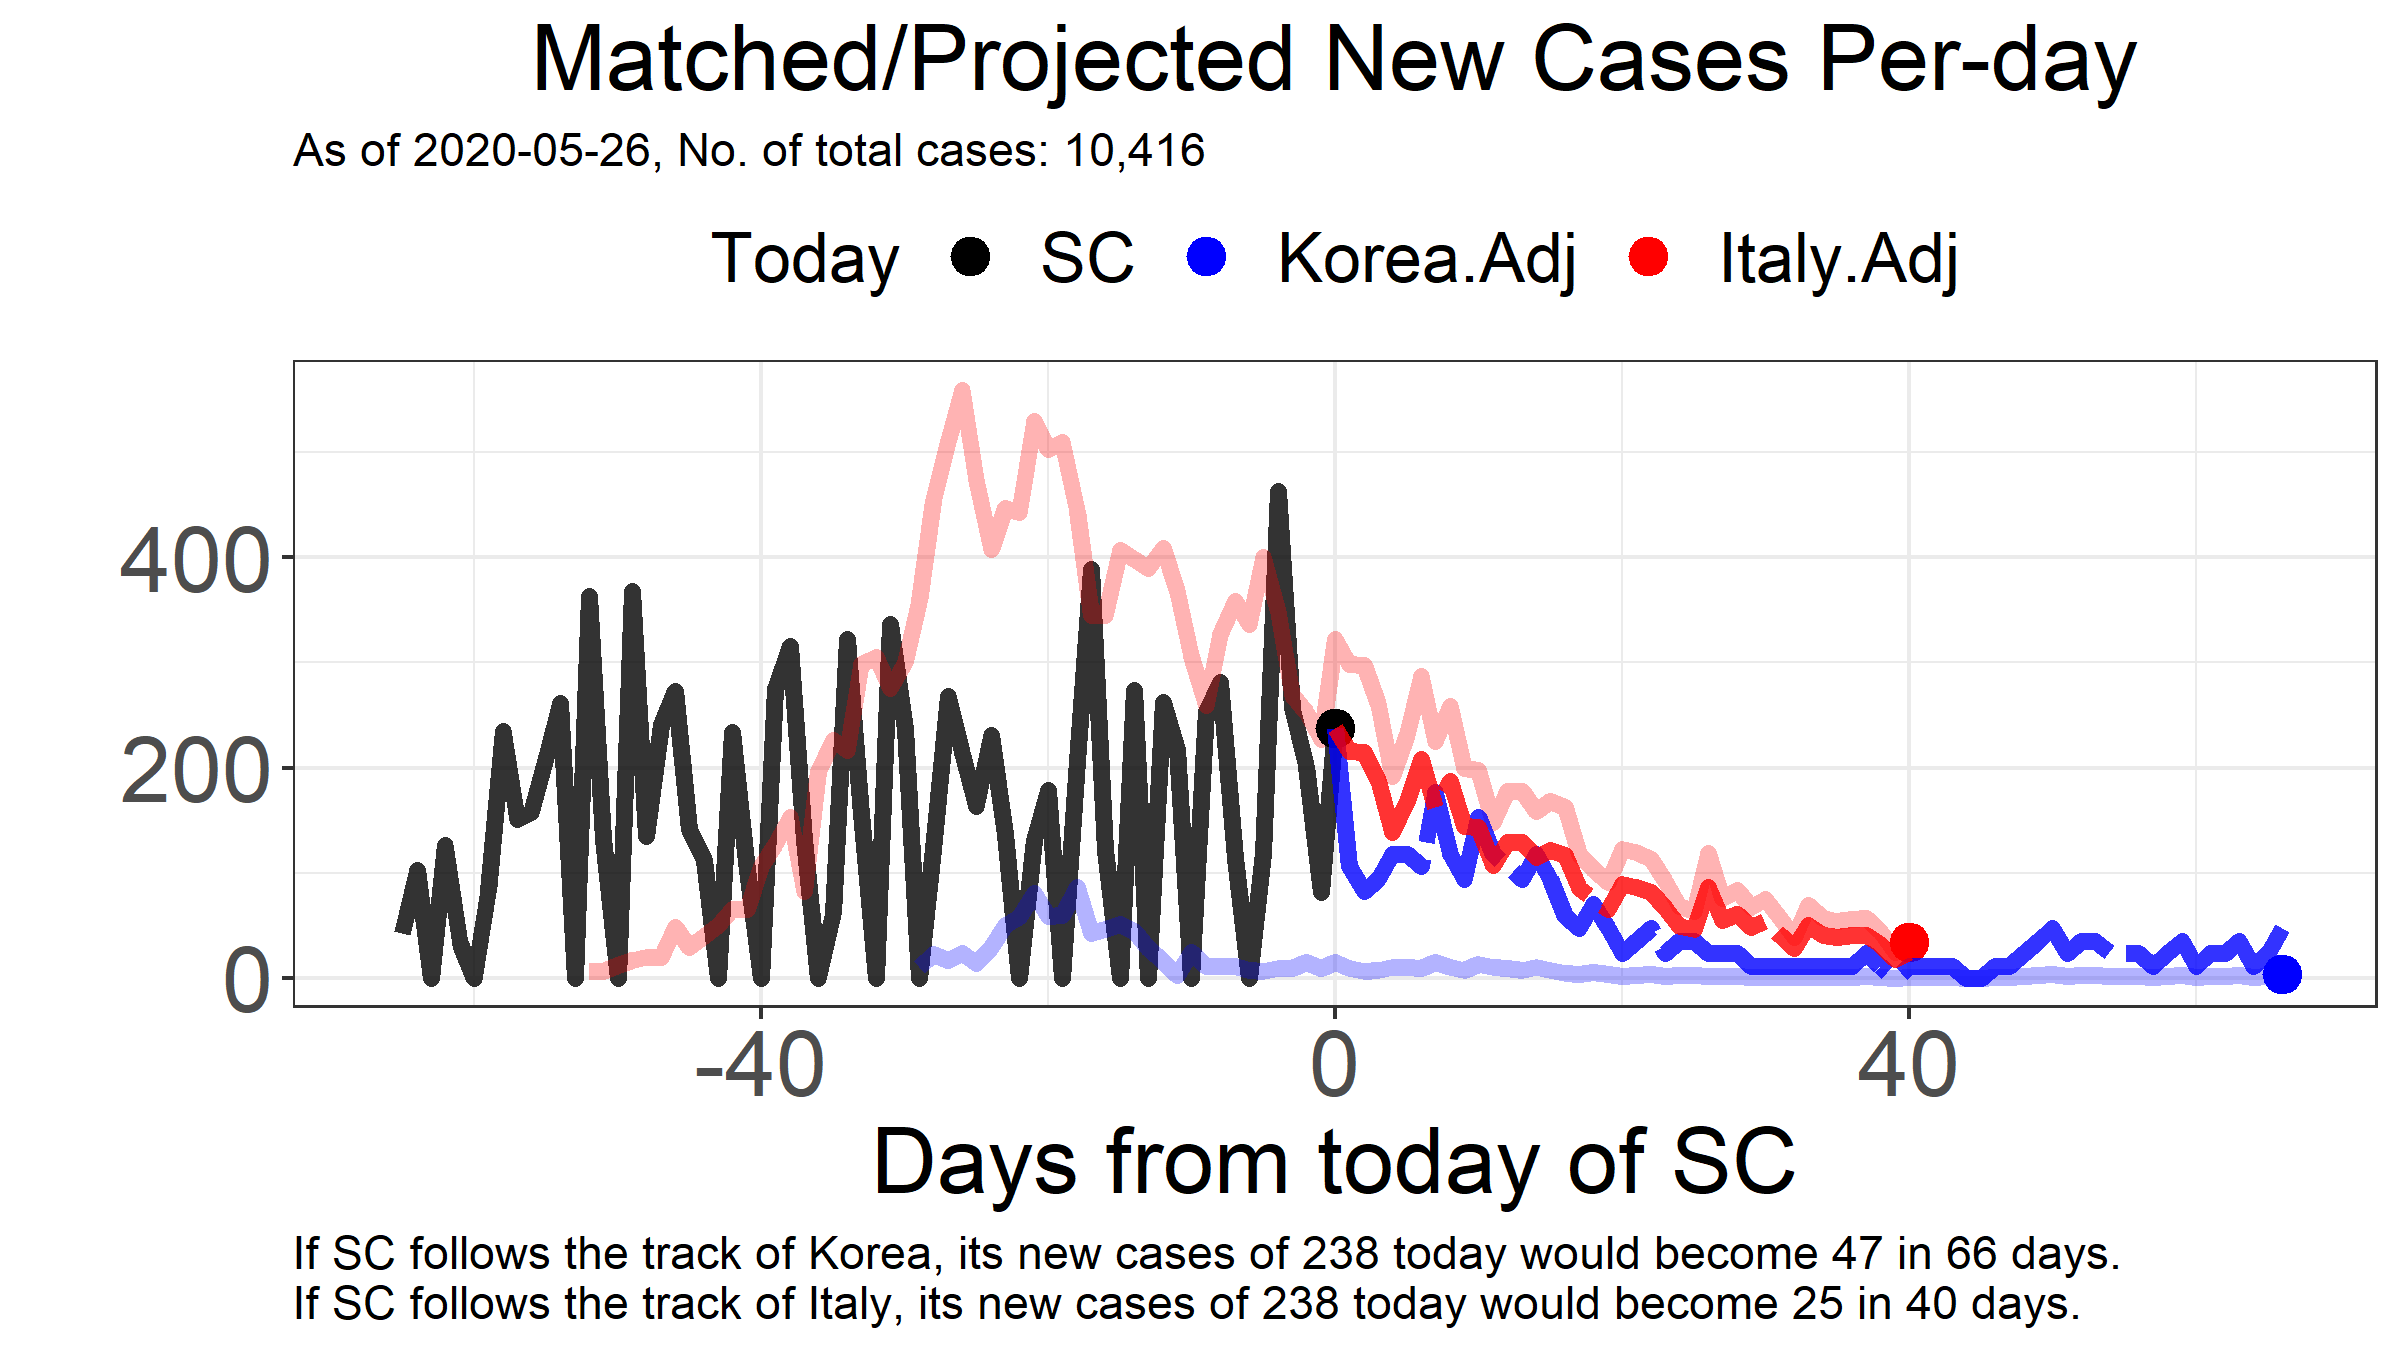 Matched/Projected New Cases Per-day
As of 2020-05-26, No. of total cases: 10,416
Today SC Korea.Adj Italy.Adj
400
200
0
-40 0 40
Days from today of SC
If SC follows the track of Korea, its new cases of 238 today would become 47 in 66 days.
If SC follows the track of Italy, its new cases of 238 today would become 25 in 40 days.